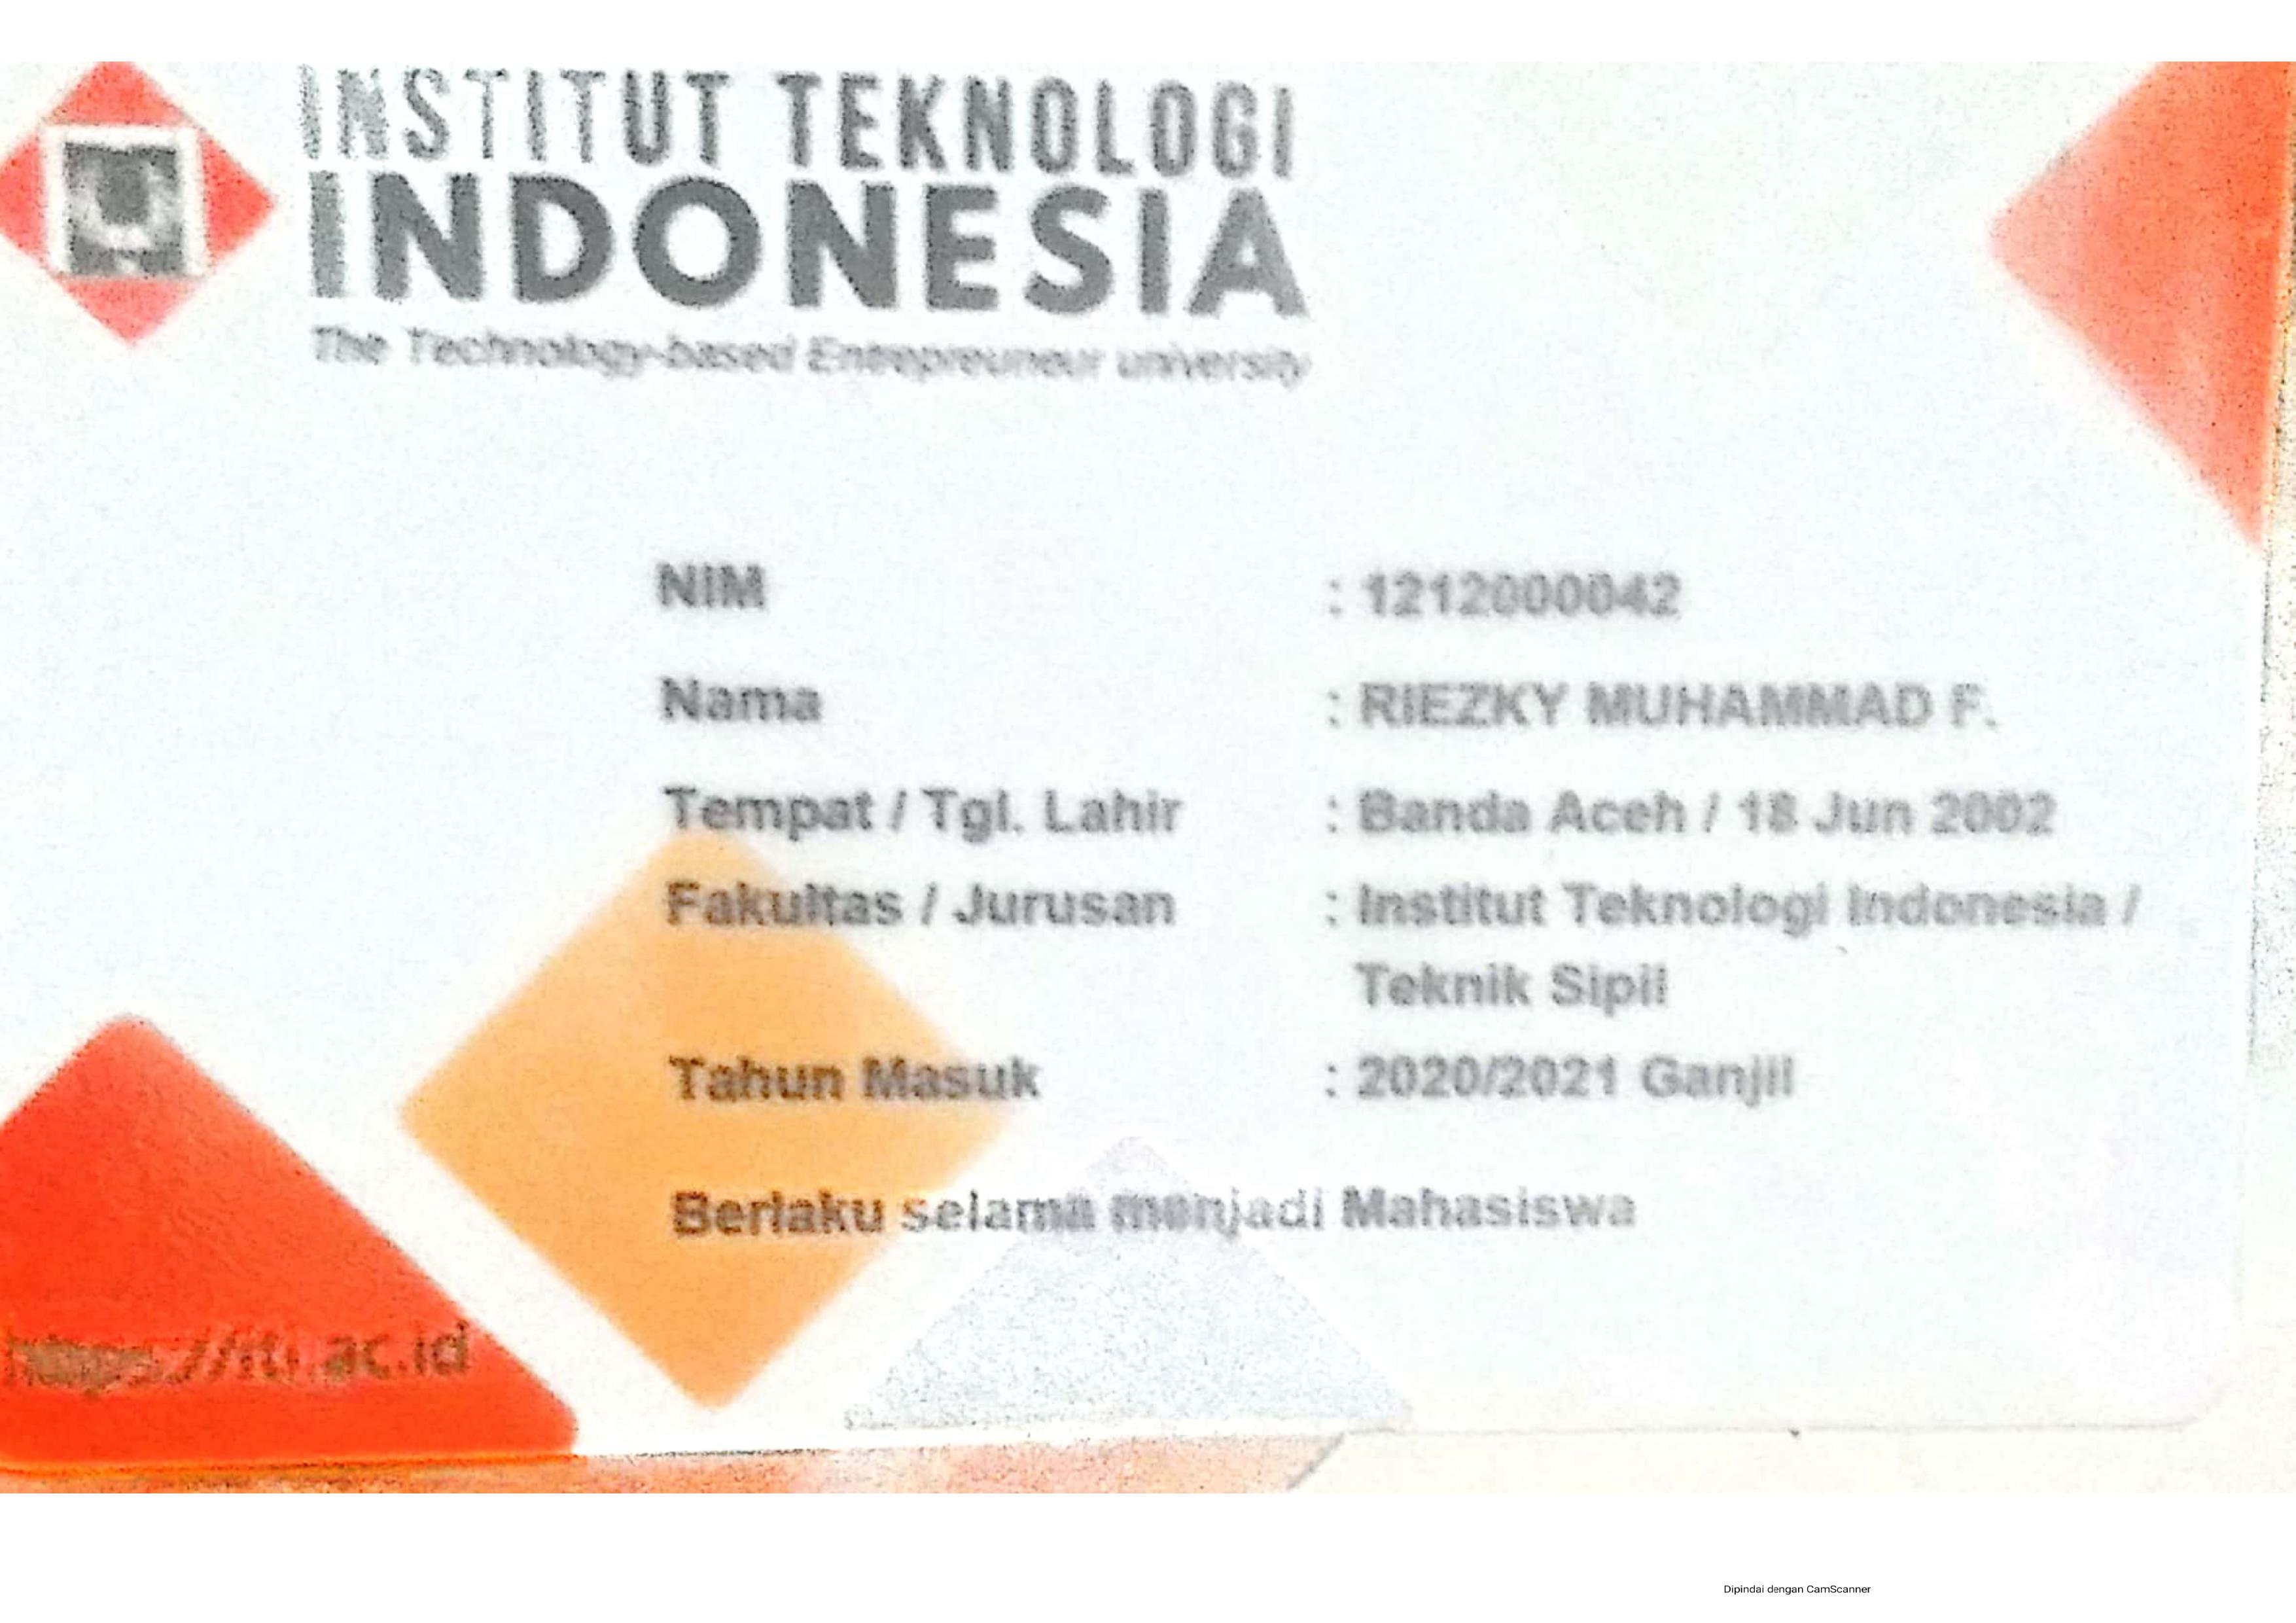 INSTITUT TEKNOLOGI
INDONESIA
The Technology-based Entrepreuneur university
NIM : 1212000042
Nama : RIEZKY MUHAMMAD F.
Tempat / Tgl. Lahir : Banda Aceh / 18 Jun 2002
Fakultas / Jurusan : Institut Teknologi Indonesia /
Teknik Sipil
Tahun Masuk : 2020/2021 Ganjil
Berlaku selama menjadi Mahasiswa
https://iti.ac.id
Dipindai dengan CamScanner